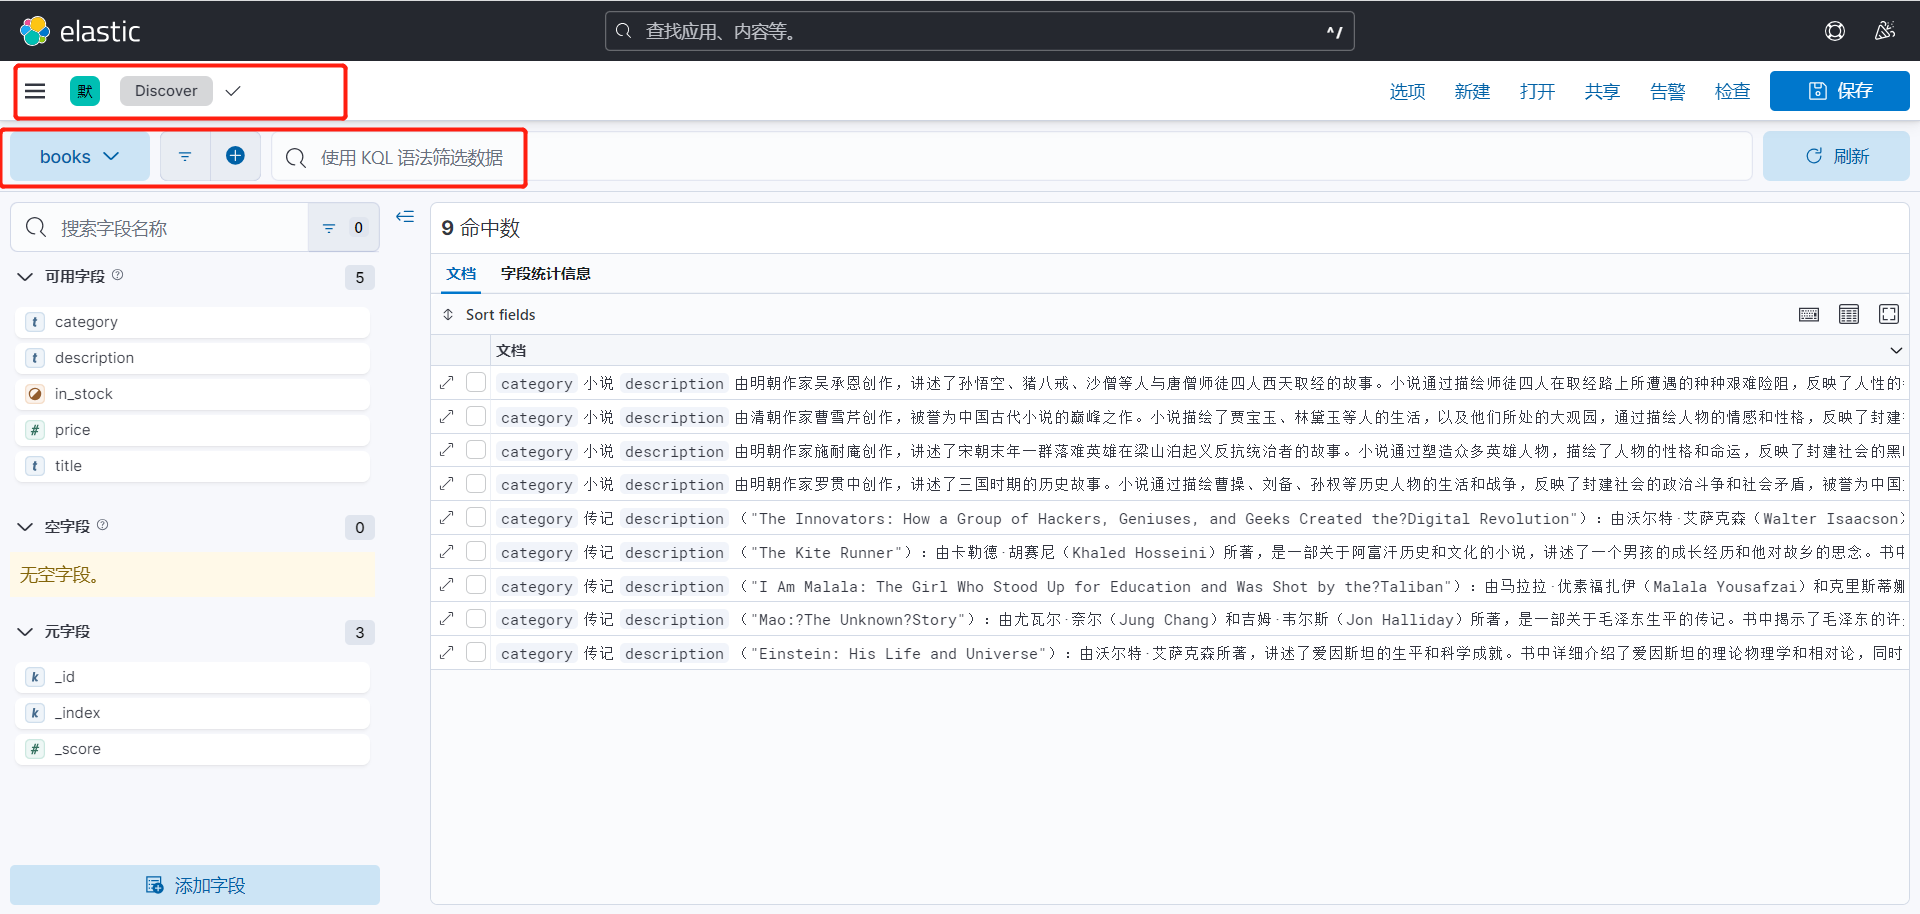 elastic
查找应用、内容等。
^/
默
Discover
选项
新建
打开
共享
告警
检查
保存
books
使用 KQL 语法筛选数据
刷新
搜索字段名称
0
9 命中数
可用字段
5
文档
字段统计信息
category
Sort fields
description
文档
in_stock
price
title
category 小说 description 由明朝作家吴承恩创作，讲述了孙悟空、猪八戒、沙僧等人与唐僧师徒四人西天取经的故事。小说通过描绘师徒四人在取经路上所遭遇的种种艰难险阻，反映了人性的
category 小说 description 由清朝作家曹雪芹创作，被誉为中国古代小说的巅峰之作。小说描绘了贾宝玉、林黛玉等人的生活，以及他们所处的大观园，通过描绘人物的情感和性格，反映了封建
category 小说 description 由明朝作家施耐庵创作，讲述了宋朝末年一群落难英雄在梁山泊起义反抗统治者的故事。小说通过塑造众多英雄人物，描绘了人物的性格和命运，反映了封建社会的黑
category 小说 description 由明朝作家罗贯中创作，讲述了三国时期的历史故事。小说通过描绘曹操、刘备、孙权等历史人物的生活和战争，反映了封建社会的政治斗争和社会矛盾，被誉为中国
category 传记 description （"The Innovators: How a Group of Hackers, Geniuses, and Geeks Created the?Digital Revolution"）：由沃尔特·艾萨克森（Walter Isaacson）
category 传记 description （"The Kite Runner"）：由卡勒德·胡赛尼（Khaled Hosseini）所著，是一部关于阿富汗历史和文化的小说，讲述了一个男孩的成长经历和他对故乡的思念。书中
category 传记 description （"I Am Malala: The Girl Who Stood Up for Education and Was Shot by the?Taliban"）：由马拉拉·优素福扎伊（Malala Yousafzai）和克里斯蒂娜
category 传记 description （"Mao:?The Unknown?Story"）：由尤瓦尔·奈尔（Jung Chang）和吉姆·韦尔斯（Jon Halliday）所著，是一部关于毛泽东生平的传记。书中揭示了毛泽东的许
category 传记 description （"Einstein: His Life and Universe"）：由沃尔特·艾萨克森所著，讲述了爱因斯坦的生平和科学成就。书中详细介绍了爱因斯坦的理论物理学和相对论，同时
空字段
0
无空字段。
元字段
3
_id
_index
_score
添加字段